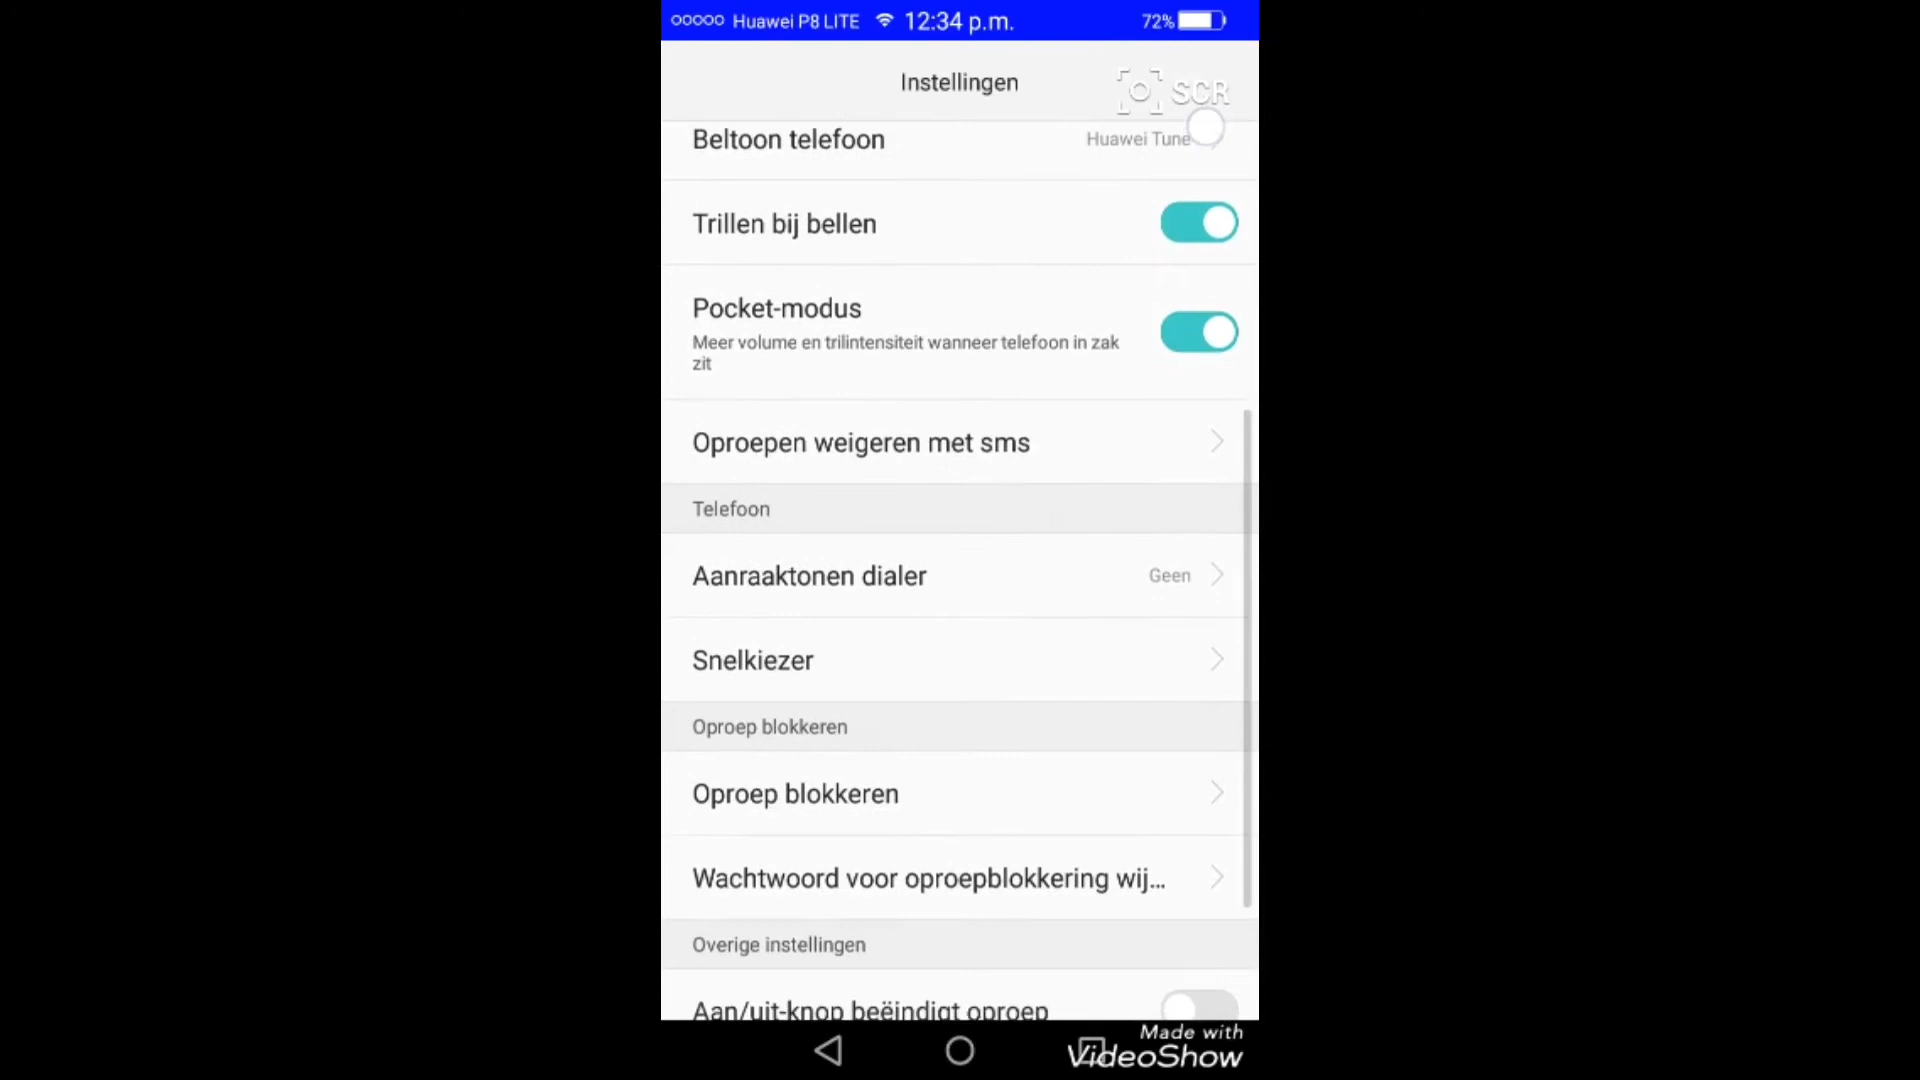 ooooo Huawei P8 LITE 12:34 p.m. 72%
Instellingen
SCR
Beltoon telefoon Huawei Tune
Trillen bij bellen
Pocket-modus
Meer volume en trilintensiteit wanneer telefoon in zak
zit
Oproepen weigeren met sms
Telefoon
Aanraaktonen dialer Geen
Snelkiezer
Oproep blokkeren
Oproep blokkeren
Wachtwoord voor oproepblokkering wij...
Overige instellingen
Aan/uit-knop beëindigt oproep
Made with
VideoShow